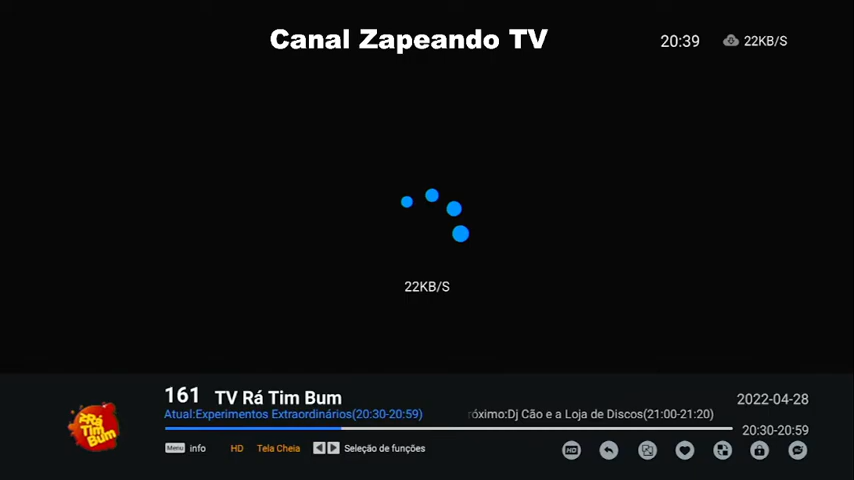 Canal Zapeando TV
20:39
22KB/S
22KB/S
161 TV Rá Tim Bum
2022-04-28
Atual:Experimentos Extraordinários(20:30-20:59)
róximo:Dj Cão e a Loja de Discos(21:00-21:20)
20:30-20:59
Rá
Tim
Bum
Menu info HD Tela Cheia Seleção de funções
HD